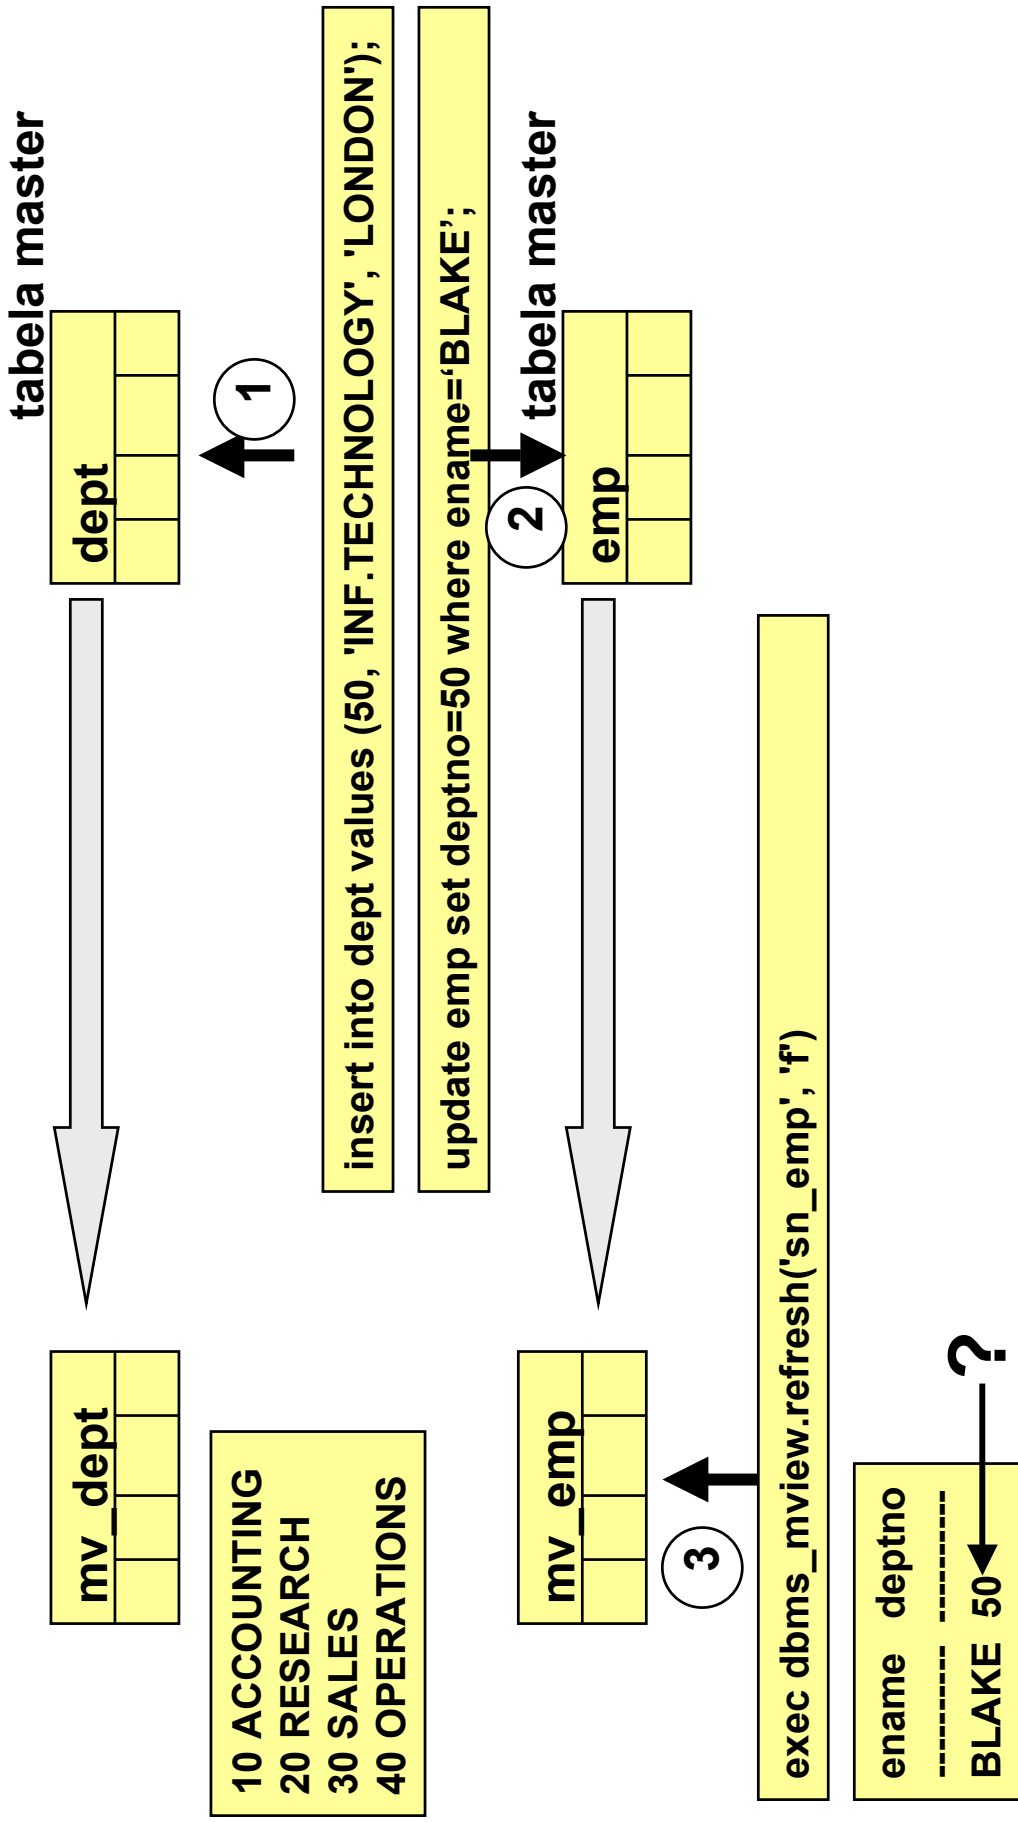 tabela master
mv_dept
dept
1
10 ACCOUNTING
20 RESEARCH
30 SALES
40 OPERATIONS
insert into dept values (50, 'INF.TECHNOLOGY', 'LONDON');
update emp set deptno=50 where ename=‘BLAKE’;
2
tabela master
mv_emp
emp
3
exec dbms_mview.refresh('sn_emp', 'f')
ename deptno
--------- ----------
BLAKE 50
?